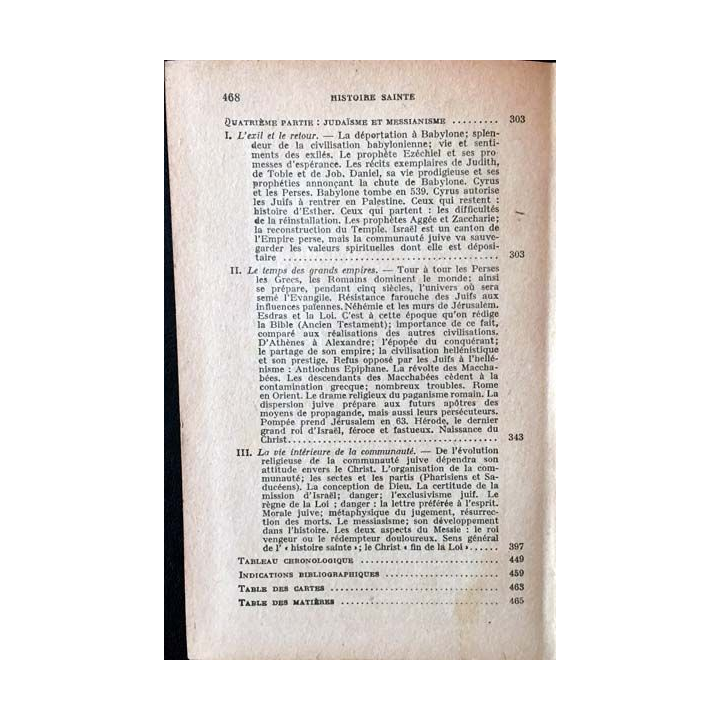 468 HISTOIRE SAINTE
QUATRIÈME PARTIE : JUDAÏSME ET MESSIANISME ......... 303
I. L'exil et le retour. — La déportation à Babylone; splen-
deur de la civilisation babylonienne; vie et senti-
ments des exilés. Le prophète Ezéchiel et ses pro-
messes d'espérance. Les récits exemplaires de Judith,
de Tobie et de Job. Daniel, sa vie prodigieuse et ses
prophéties annonçant la chute de Babylone. Cyrus
et les Perses. Babylone tombe en 539. Cyrus autorise
les Juifs à rentrer en Palestine. Ceux qui restent :
histoire d'Esther. Ceux qui partent : les difficultés
de la réinstallation. Les prophètes Aggée et Zaccharie;
la reconstruction du Temple. Israël est un canton de
l'Empire perse, mais la communauté juive va sauve-
garder les valeurs spirituelles dont elle est déposi-
taire ........................................ 303
II. Le temps des grands empires. — Tour à tour les Perses
les Grecs, les Romains dominent le monde; ainsi
se prépare, pendant cinq siècles, l'univers où sera
semé l'Evangile. Résistance farouche des Juifs aux
influences païennes. Néhémie et les murs de Jérusalem.
Esdras et la Loi. C'est à cette époque qu'on rédige
la Bible (Ancien Testament); importance de ce fait,
comparé aux réalisations des autres civilisations.
D'Athènes à Alexandre; l'épopée du conquérant;
le partage de son empire; la civilisation hellénistique
et son prestige. Refus opposé par les Juifs à l'hellé-
nisme : Antiochus Epiphane. La révolte des Maccha-
bées. Les descendants des Macchabées cèdent à la
contamination grecque; nombreux troubles. Rome
en Orient. Le drame religieux du paganisme romain. La
dispersion juive prépare aux futurs apôtres des
moyens de propagande, mais aussi leurs persécuteurs.
Pompée prend Jérusalem en 63. Hérode, le dernier
grand roi d'Israël, féroce et fastueux. Naissance du
Christ........................................ 343
III. La vie intérieure de la communauté. — De l'évolution
religieuse de la communauté juive dépendra son
attitude envers le Christ. L'organisation de la com-
munauté; les sectes et les partis (Pharisiens et Sa-
ducéens). La conception de Dieu. La certitude de la
mission d'Israël; danger; l'exclusivisme juif. Le
règne de la Loi ; danger : la lettre préférée à l'esprit.
Morale juive; métaphysique du jugement, résurrec-
tion des morts. Le messiasisme; son développement
dans l'histoire. Les deux aspects du Messie : le roi
vengeur ou le rédempteur douloureux. Sens général
de l' « histoire sainte »; le Christ « fin de la Loi »...... 397
TABLEAU CHRONOLOGIQUE ........................ 449
INDICATIONS BIBLIOGRAPHIQUES ................... 459
TABLE DES CARTES ............................. 463
TABLE DES MATIÈRES ........................... 465